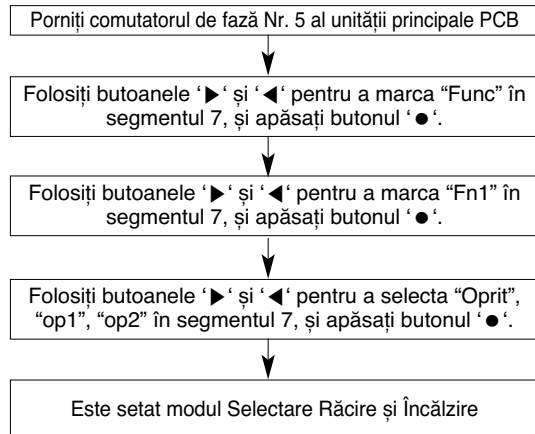 Porniți comutatorul de fază Nr. 5 al unității principale PCB
Folosiți butoanele ‘▶‘ și ‘◀‘ pentru a marca “Func” în
segmentul 7, și apăsați butonul ‘●‘.
Folosiți butoanele ‘▶‘ și ‘◀‘ pentru a marca “Fn1” în
segmentul 7, și apăsați butonul ‘●‘.
Folosiți butoanele ‘▶‘ și ‘◀‘ pentru a selecta “Oprit”,
“op1”, “op2” în segmentul 7, și apăsați butonul ‘●‘.
Este setat modul Selectare Răcire și Încălzire